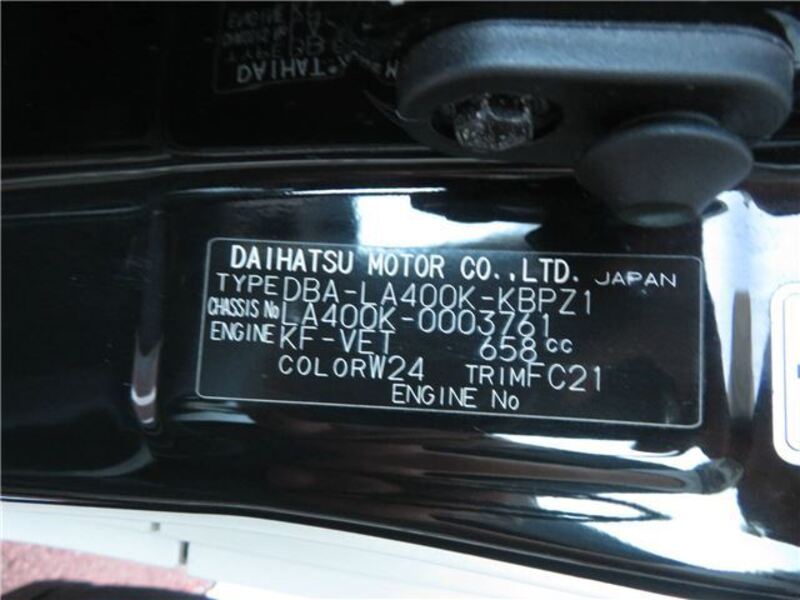 DAIHATSU MOTOR CO.,LTD. JAPAN
TYPE DBA-LA400K-KBPZ1
CHASSIS No LA400K-0003761
ENGINE KF-VET 658cc
COLOR W24 TRIM FC21
ENGINE No